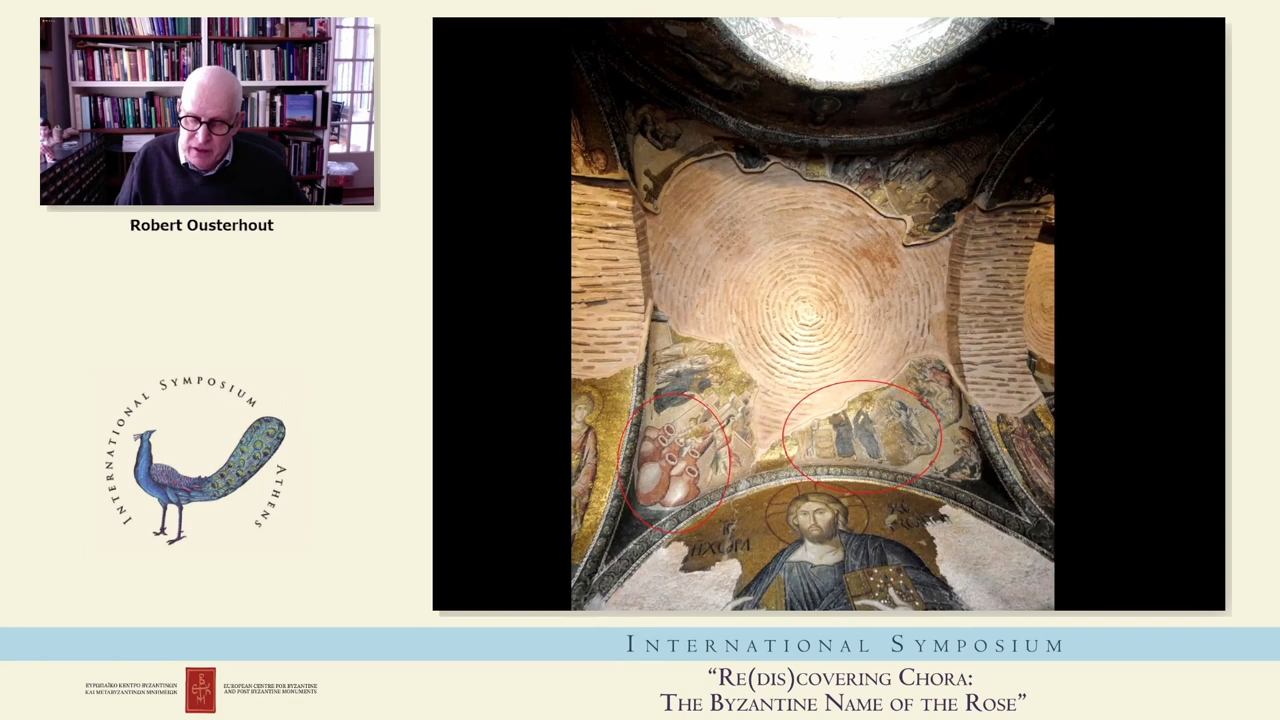 Robert Ousterhout
INTERNATIONAL SYMPOSIUM ATHENS
Η ΧΩΡΑ
INTERNATIONAL SYMPOSIUM
ΕΥΡΩΠΑΪΚΟ ΚΕΝΤΡΟ ΒΥΖΑΝΤΙΝΩΝ
ΚΑΙ ΜΕΤΑΒΥΖΑΝΤΙΝΩΝ ΜΝΗΜΕΙΩΝ
EUROPEAN CENTRE FOR BYZANTINE
AND POST BYZANTINE MONUMENTS
“RE(DIS)COVERING CHORA:
THE BYZANTINE NAME OF THE ROSE”